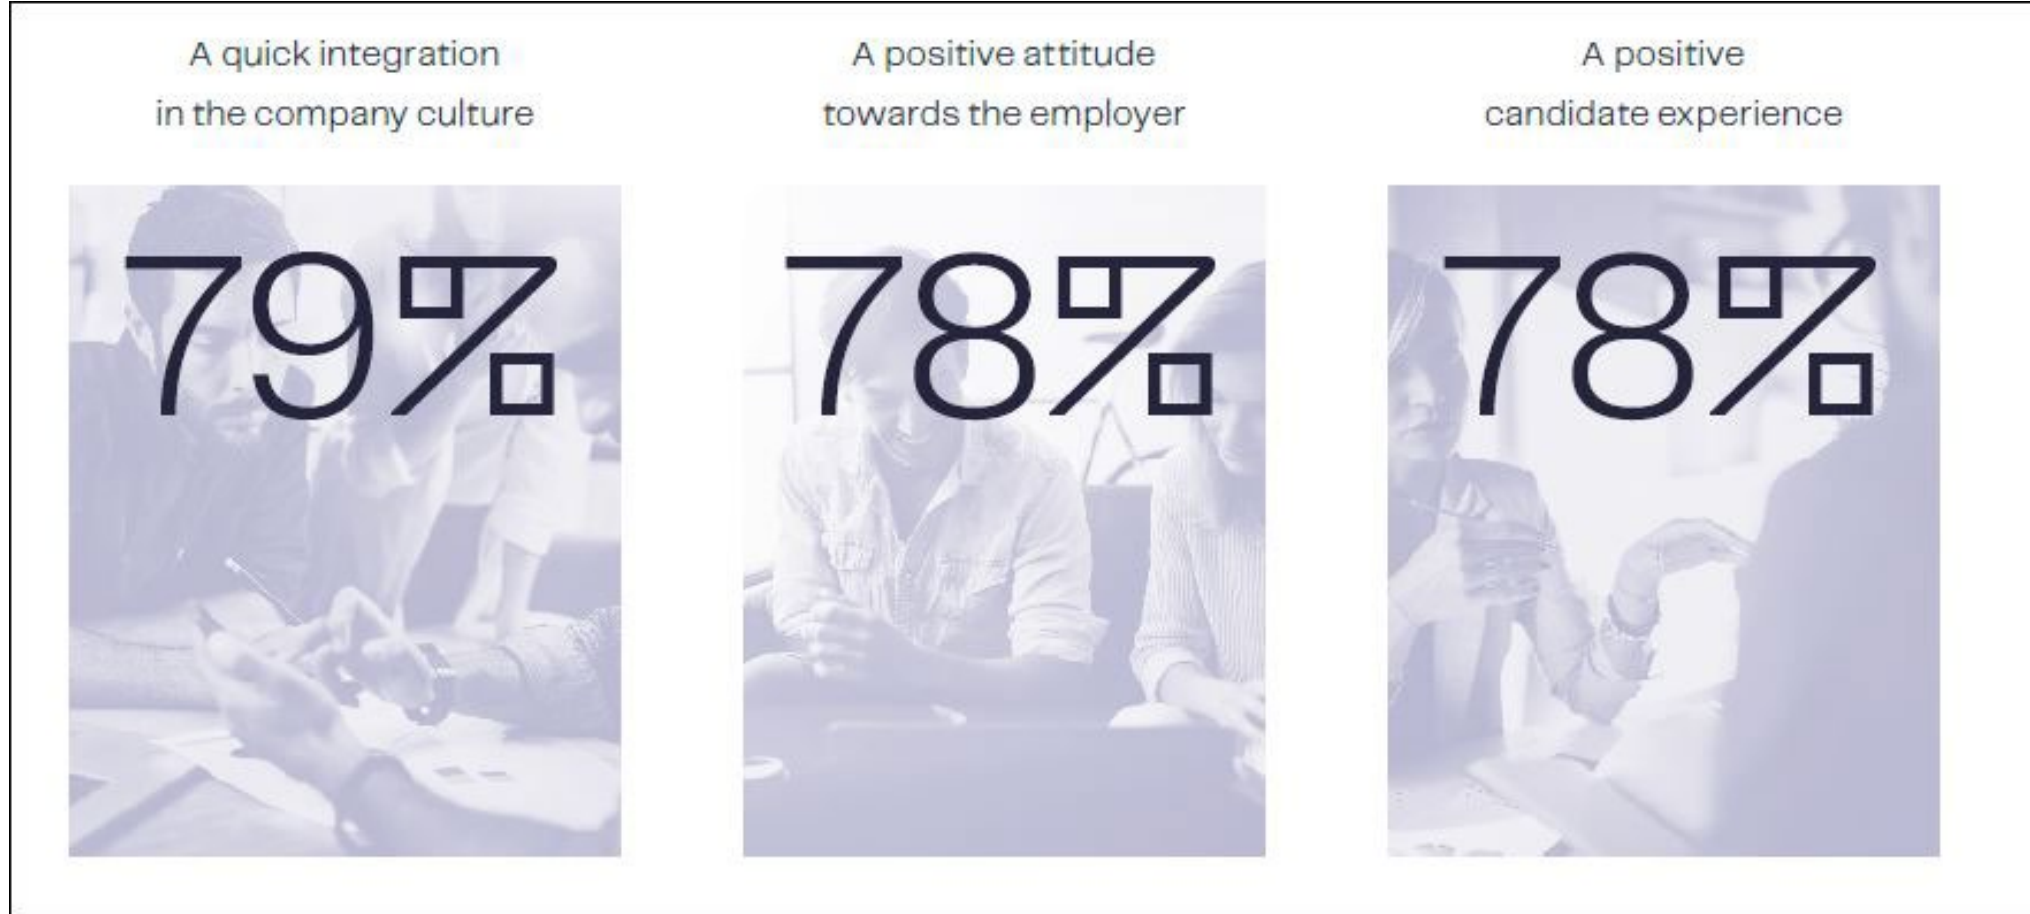 A quick integration
in the company culture
79%
A positive attitude
towards the employer
78%
A positive
candidate experience
78%